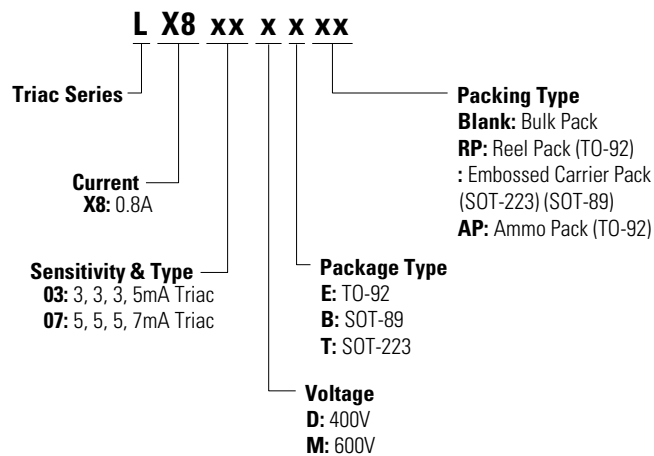 L X8 xx x x xx
Triac Series
Packing Type
Blank: Bulk Pack
RP: Reel Pack (TO-92)
: Embossed Carrier Pack
(SOT-223) (SOT-89)
AP: Ammo Pack (TO-92)
Current
X8: 0.8A
Sensitivity & Type
03: 3, 3, 3, 5mA Triac
07: 5, 5, 5, 7mA Triac
Package Type
E: TO-92
B: SOT-89
T: SOT-223
Voltage
D: 400V
M: 600V